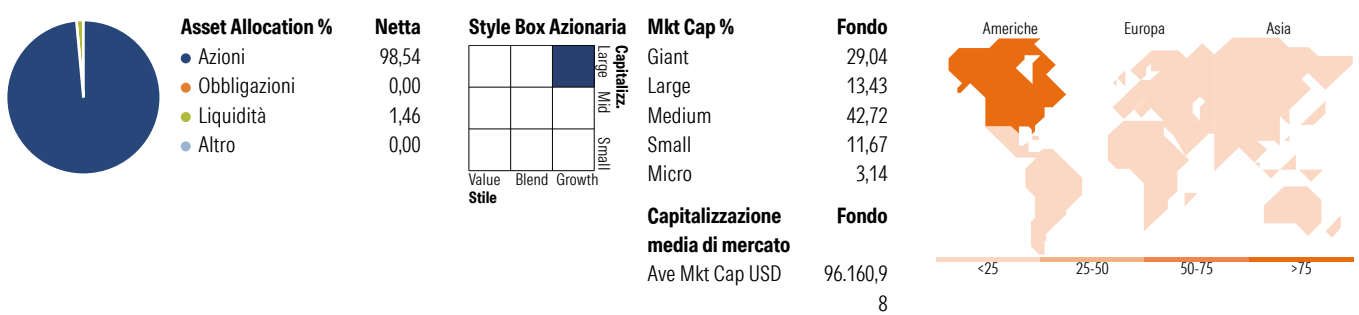 Asset Allocation % Netta
Azioni 98,54
Obbligazioni 0,00
Liquidità 1,46
Altro 0,00
Style Box Azionaria
Capitalizz.
Large Mid Small
Value Blend Growth
Stile
Mkt Cap % Fondo
Giant 29,04
Large 13,43
Medium 42,72
Small 11,67
Micro 3,14
Capitalizzazione Fondo
media di mercato
Ave Mkt Cap USD 96.160,9
8
Americhe Europa Asia
<25 25-50 50-75 >75